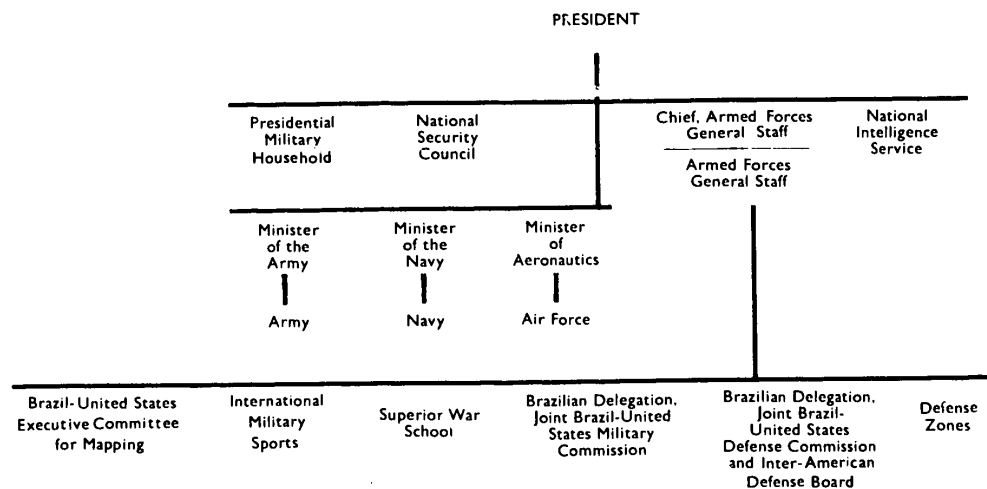 PRESIDENT
Presidential
Military
Household
National
Security
Council
Chief, Armed Forces
General Staff
Armed Forces
General Staff
National
Intelligence
Service
Minister
of the
Army
Minister
of the
Navy
Minister
of
Aeronautics
Army
Navy
Air Force
Brazil-United States
Executive Committee
for Mapping
International
Military
Sports
Superior War
School
Brazilian Delegation,
Joint Brazil-United
States Military
Commission
Brazilian Delegation,
Joint Brazil-
United States
Defense Commission
and Inter-American
Defense Board
Defense
Zones